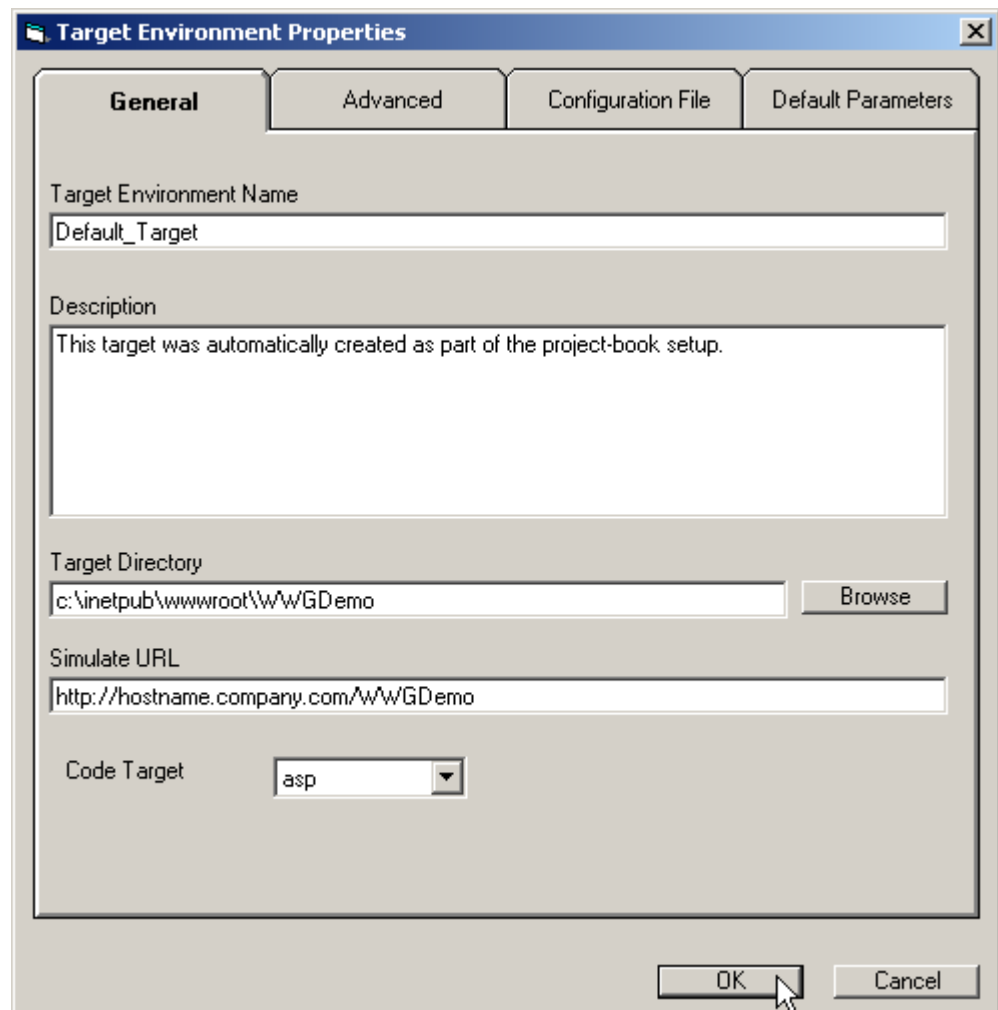 Target Environment Properties
General Advanced Configuration File Default Parameters
Target Environment Name
Default_Target
Description
This target was automatically created as part of the project-book setup.
Target Directory
c:\inetpub\wwwroot\WWGDemo Browse
Simulate URL
http://hostname.company.com/WWGDemo
Code Target asp
OK Cancel